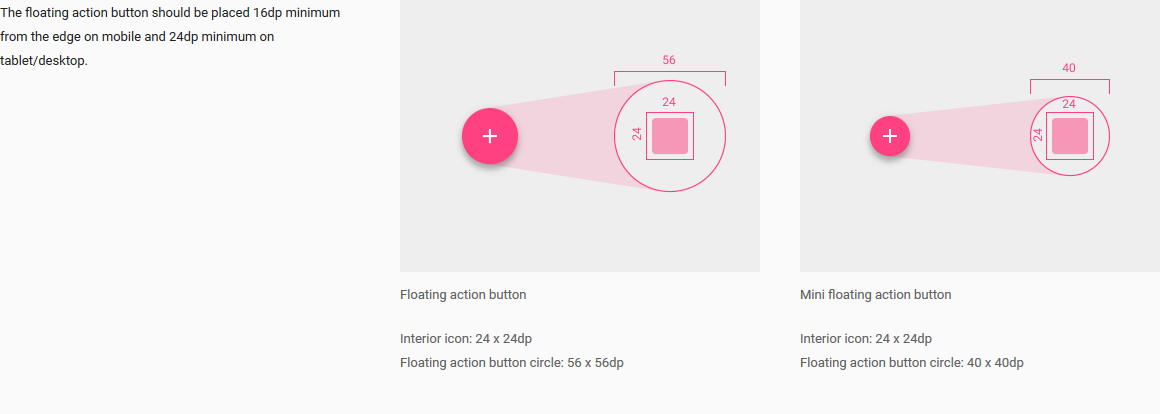 The floating action button should be placed 16dp minimum
from the edge on mobile and 24dp minimum on
tablet/desktop.
56
24
24
Floating action button
Interior icon: 24 x 24dp
Floating action button circle: 56 x 56dp
40
24
24
Mini floating action button
Interior icon: 24 x 24dp
Floating action button circle: 40 x 40dp